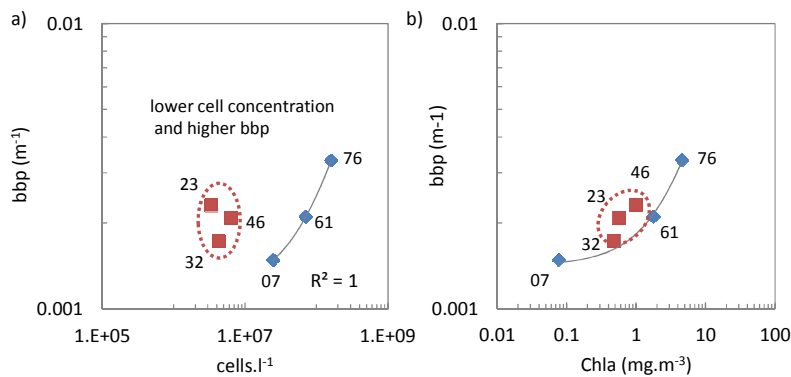 a)
0.01
lower cell concentration
and higher bbp
bbp (m⁻¹)
76
23
46
61
32
07
R² = 1
0.001
1.E+05
1.E+07
1.E+09
cells.l⁻¹
b)
0.01
bbp (m-1)
76
46
23
61
32
07
0.001
0.01
0.1
1
10
100
Chla (mg.m⁻³)